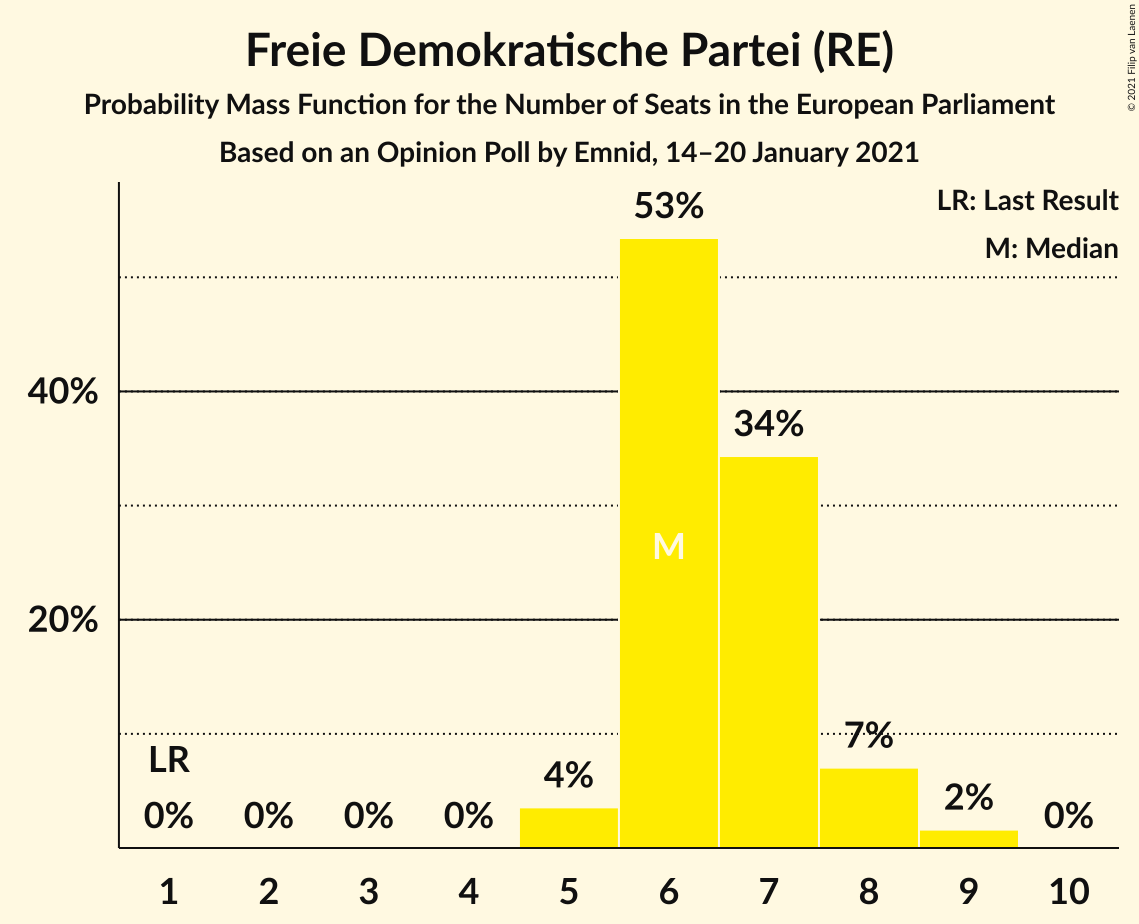 Freie Demokratische Partei (RE)
Probability Mass Function for the Number of Seats in the European Parliament
Based on an Opinion Poll by Emnid, 14–20 January 2021
© 2021 Filip van Laenen
LR: Last Result
M: Median
53%
40%
34%
M
20%
LR
7%
4%
2%
0% 0% 0% 0% 0%
1 2 3 4 5 6 7 8 9 10